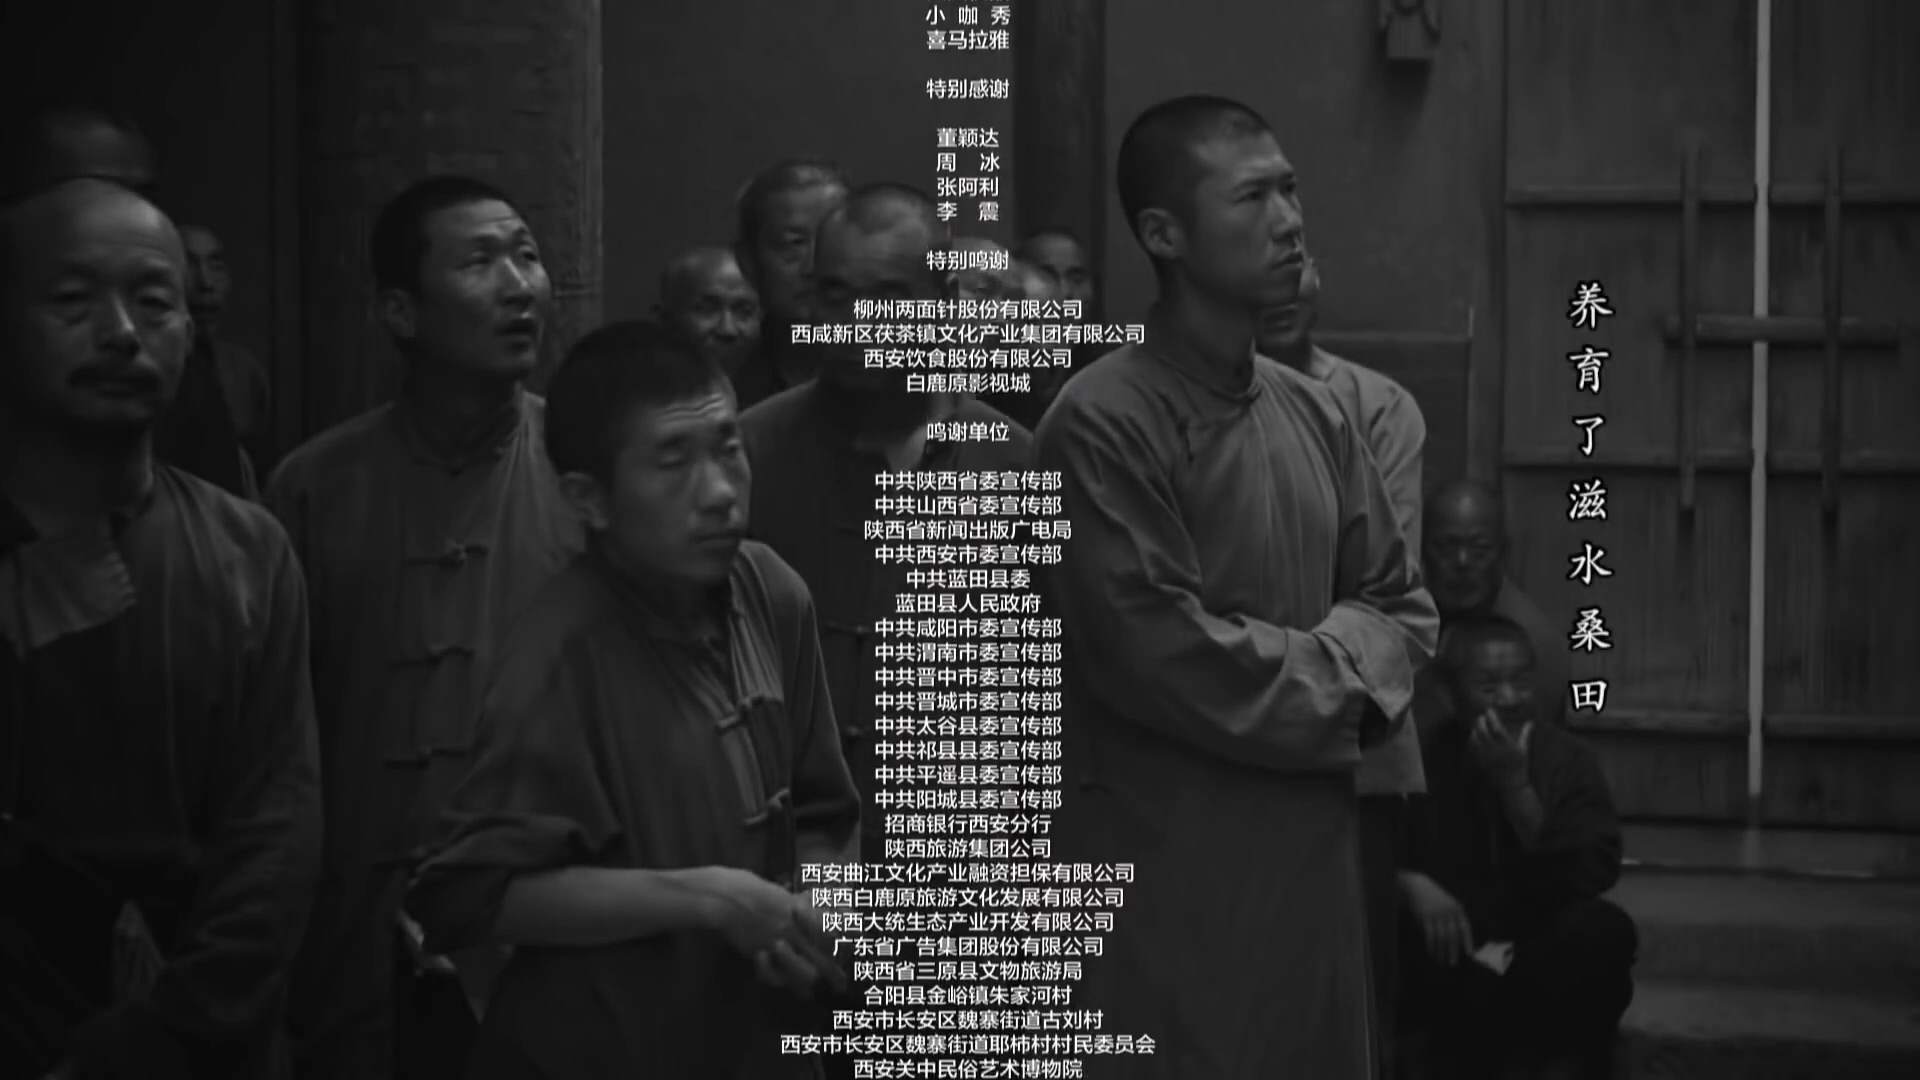 小 咖 秀
喜马拉雅
特别感谢
董颖达
周 冰
张阿利
李 震
特别鸣谢
柳州两面针股份有限公司
西咸新区茯茶镇文化产业集团有限公司
西安饮食股份有限公司
白鹿原影视城
鸣谢单位
中共陕西省委宣传部
中共山西省委宣传部
陕西省新闻出版广电局
中共西安市委宣传部
中共蓝田县委
蓝田县人民政府
中共咸阳市委宣传部
中共渭南市委宣传部
中共晋中市委宣传部
中共晋城市委宣传部
中共太谷县委宣传部
中共祁县县委宣传部
中共平遥县委宣传部
中共阳城县委宣传部
招商银行西安分行
陕西旅游集团公司
西安曲江文化产业融资担保有限公司
陕西白鹿原旅游文化发展有限公司
陕西大统生态产业开发有限公司
广东省广告集团股份有限公司
陕西省三原县文物旅游局
合阳县金峪镇朱家河村
西安市长安区魏寨街道古刘村
西安市长安区魏寨街道耶柿村村民委员会
西安关中民俗艺术博物院
养育了滋水桑田